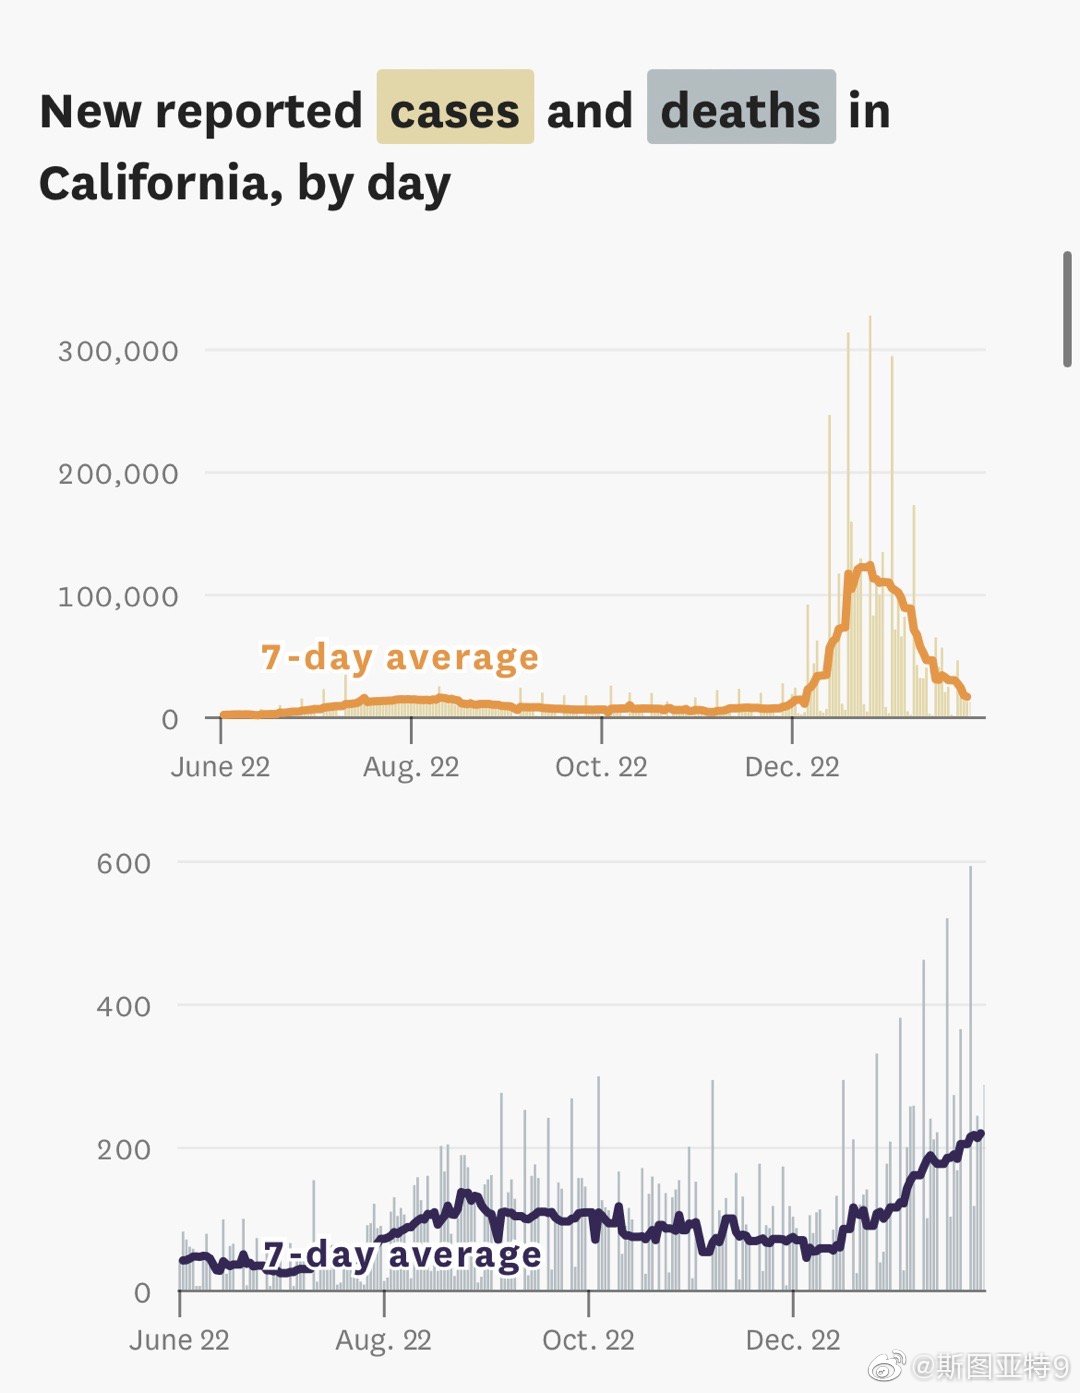 New reported cases and deaths in
California, by day
300,000
200,000
100,000
7-day average
0
June 22 Aug. 22 Oct. 22 Dec. 22
600
400
200
7-day average
0
June 22 Aug. 22 Oct. 22 Dec. 22
@斯图亚特9